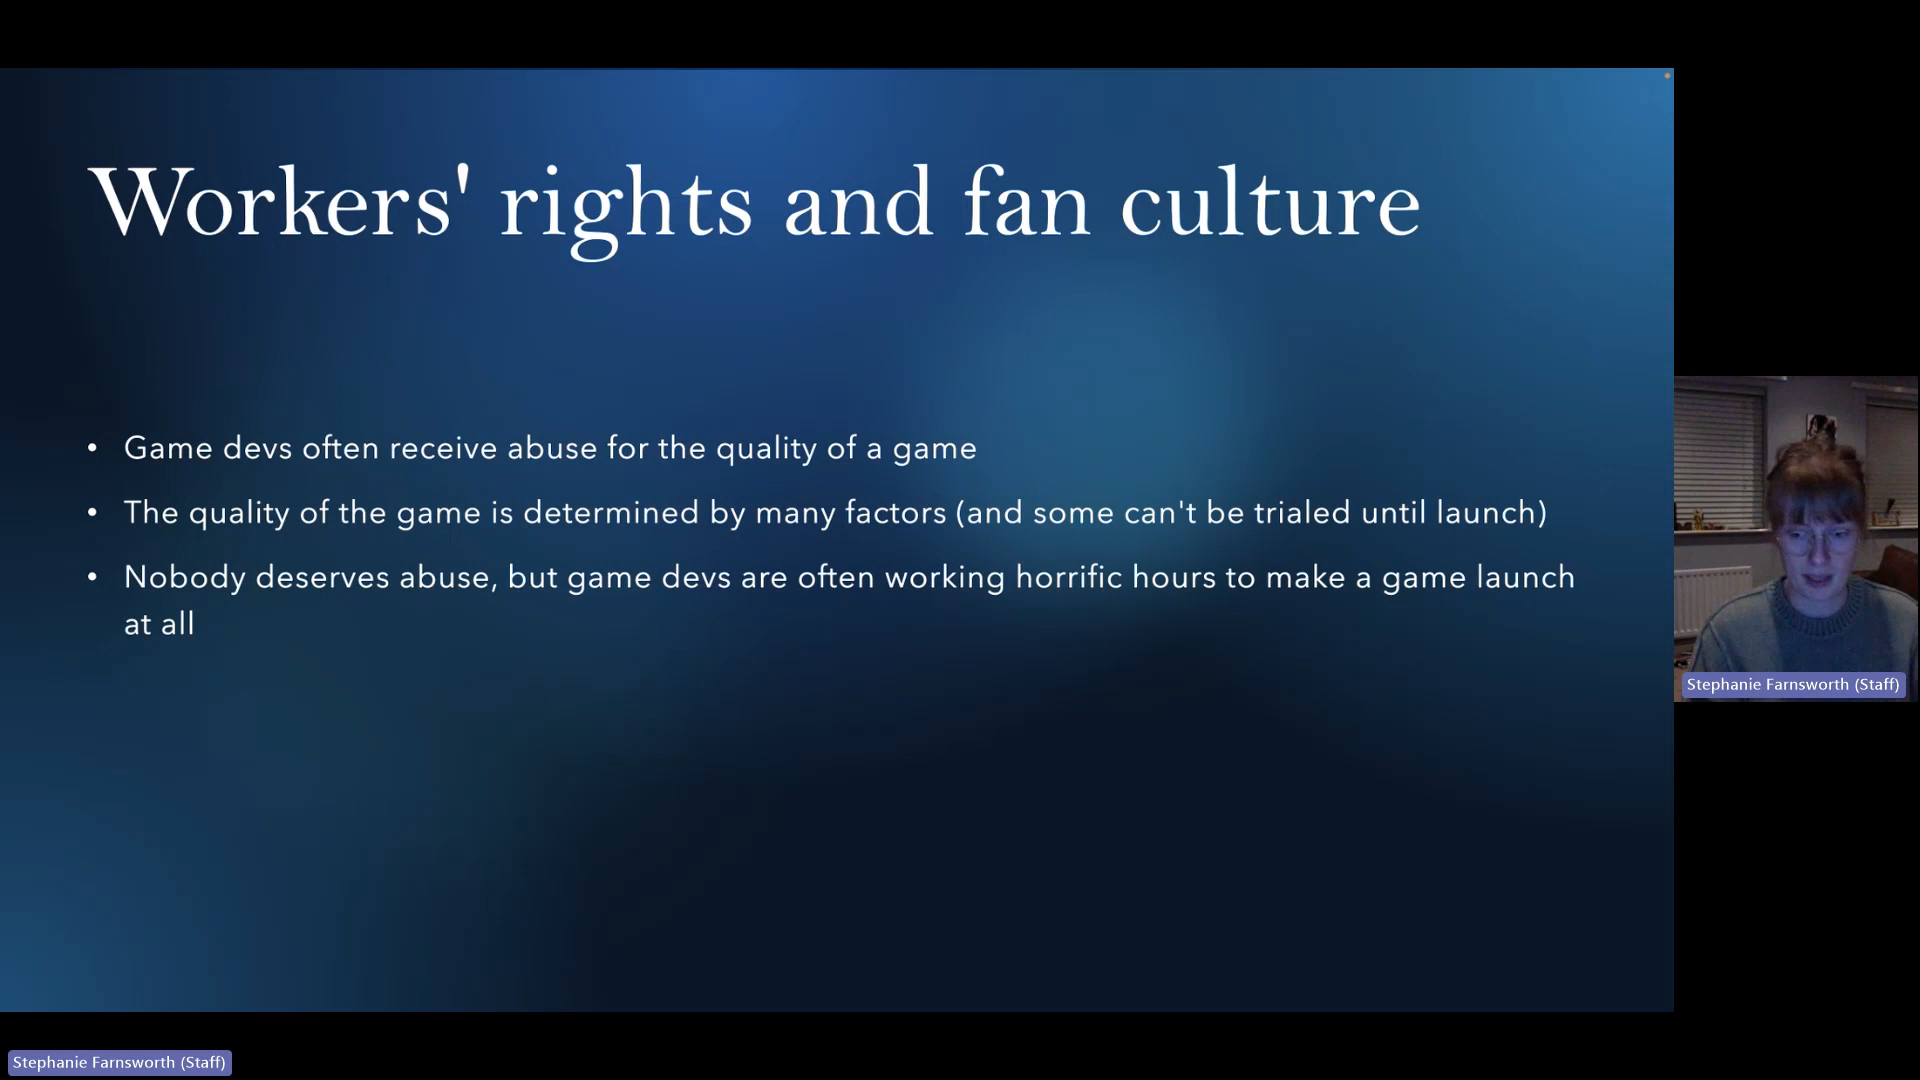 Workers' rights and fan culture
• Game devs often receive abuse for the quality of a game
• The quality of the game is determined by many factors (and some can't be trialed until launch)
• Nobody deserves abuse, but game devs are often working horrific hours to make a game launch
at all
Stephanie Farnsworth (Staff)
Stephanie Farnsworth (Staff)